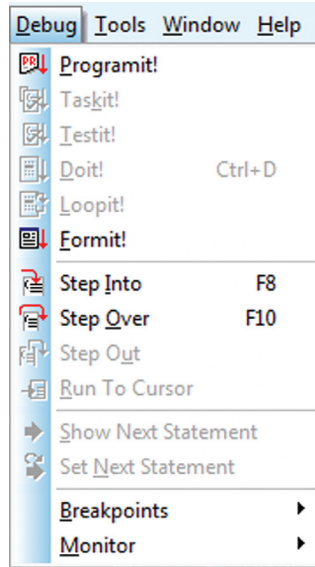 Debug Tools Window Help
Programit!
Taskit!
Testit!
Doit! Ctrl+D
Loopit!
Formit!
Step Into F8
Step Over F10
Step Out
Run To Cursor
Show Next Statement
Set Next Statement
Breakpoints
Monitor